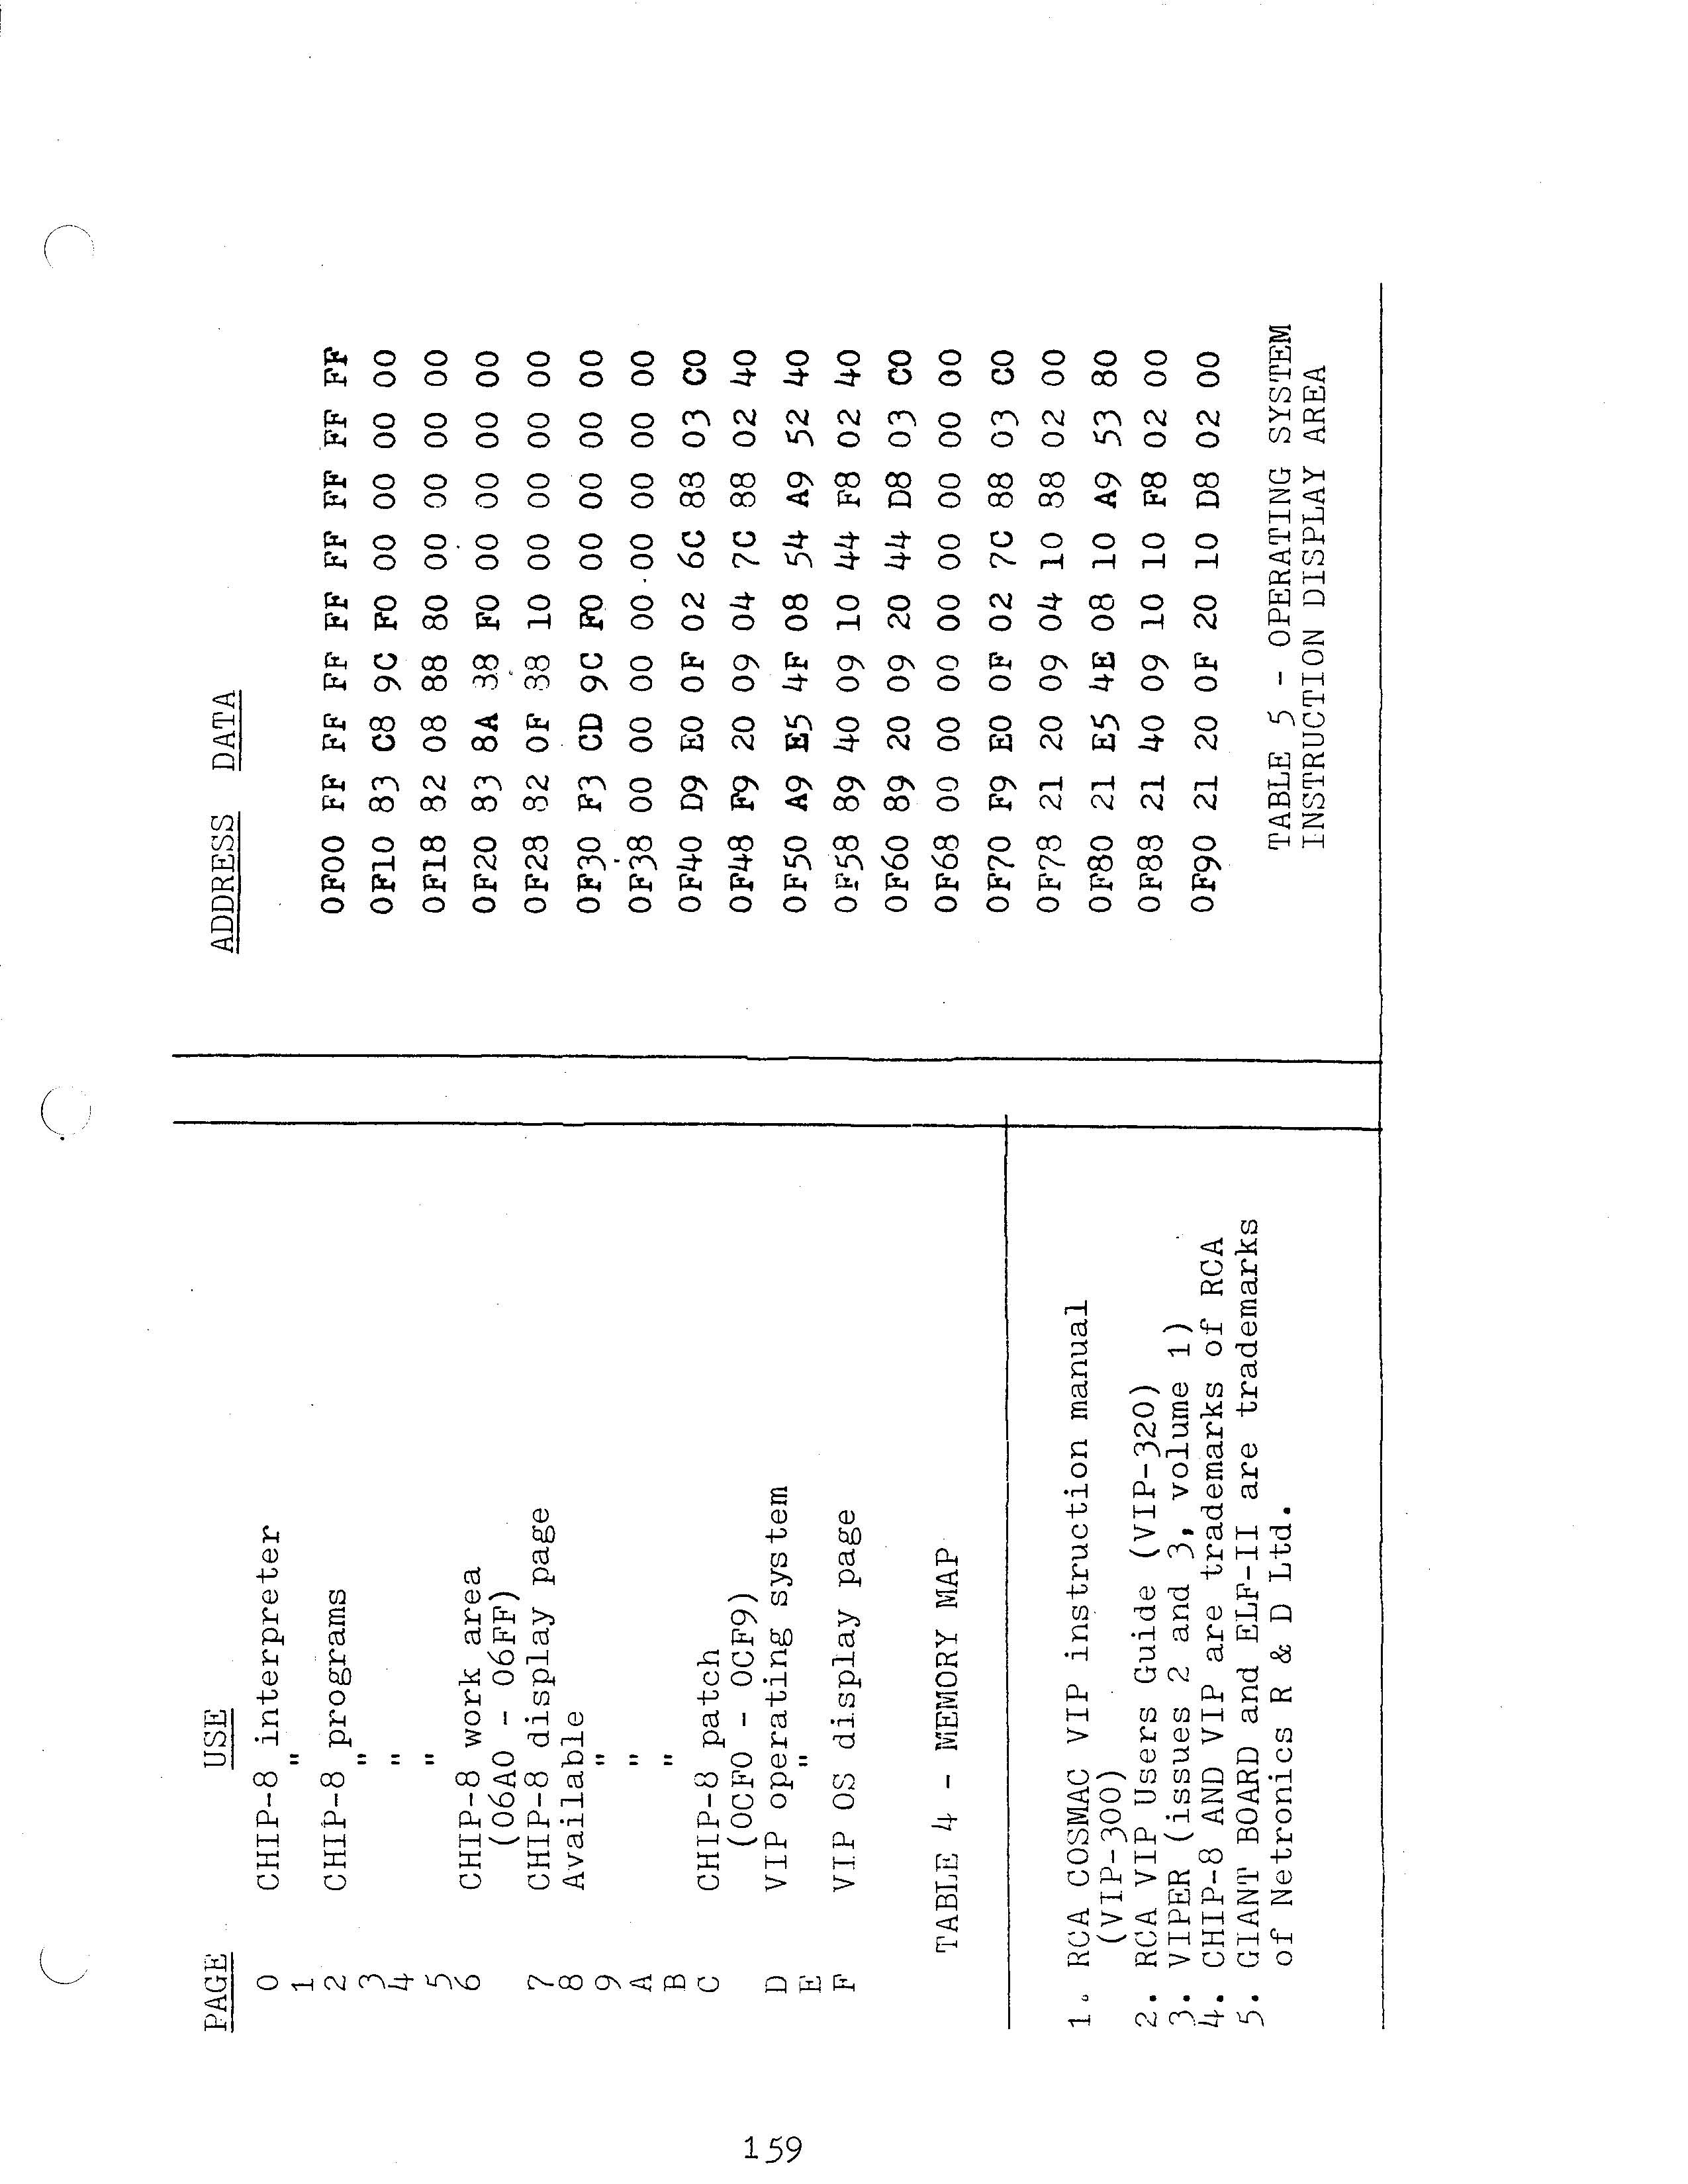 PAGE USE
0 CHIP-8 interpreter
1 "
2 CHIP-8 programs
3 "
4 "
5 "
6 CHIP-8 work area
(06A0 - 06FF)
7 CHIP-8 display page
8 Available
9 "
A "
B "
C CHIP-8 patch
(0CF0 - 0CF9)
D VIP operating system
E "
F VIP OS display page
TABLE 4 - MEMORY MAP
1. RCA COSMAC VIP instruction manual
(VIP-300)
2. RCA VIP Users Guide (VIP-320)
3. VIPER (issues 2 and 3, volume 1)
4. CHIP-8 AND VIP are trademarks of RCA
5. GIANT BOARD and ELF-II are trademarks
of Netronics R & D Ltd.
ADDRESS DATA
0F00 FF FF FF FF FF FF FF FF
0F10 83 C8 9C F0 00 00 00 00
0F18 82 08 88 80 00 00 00 00
0F20 83 8A 88 F0 00 00 00 00
0F28 82 0F 88 10 00 00 00 00
0F30 F3 CD 9C F0 00 00 00 00
0F38 00 00 00 00 00 00 00 00
0F40 D9 E0 0F 02 6C 88 03 C0
0F48 F9 20 09 04 7C 88 02 40
0F50 A9 E5 4F 08 54 A9 52 40
0F58 89 40 09 10 44 F8 02 40
0F60 89 20 09 20 44 D8 03 C0
0F68 00 00 00 00 00 00 00 00
0F70 F9 E0 0F 02 7C 88 03 C0
0F78 21 20 09 04 10 88 02 00
0F80 21 E5 4E 08 10 A9 53 80
0F88 21 40 09 10 10 F8 02 00
0F90 21 20 0F 20 10 D8 02 00
TABLE 5 - OPERATING SYSTEM
INSTRUCTION DISPLAY AREA
159